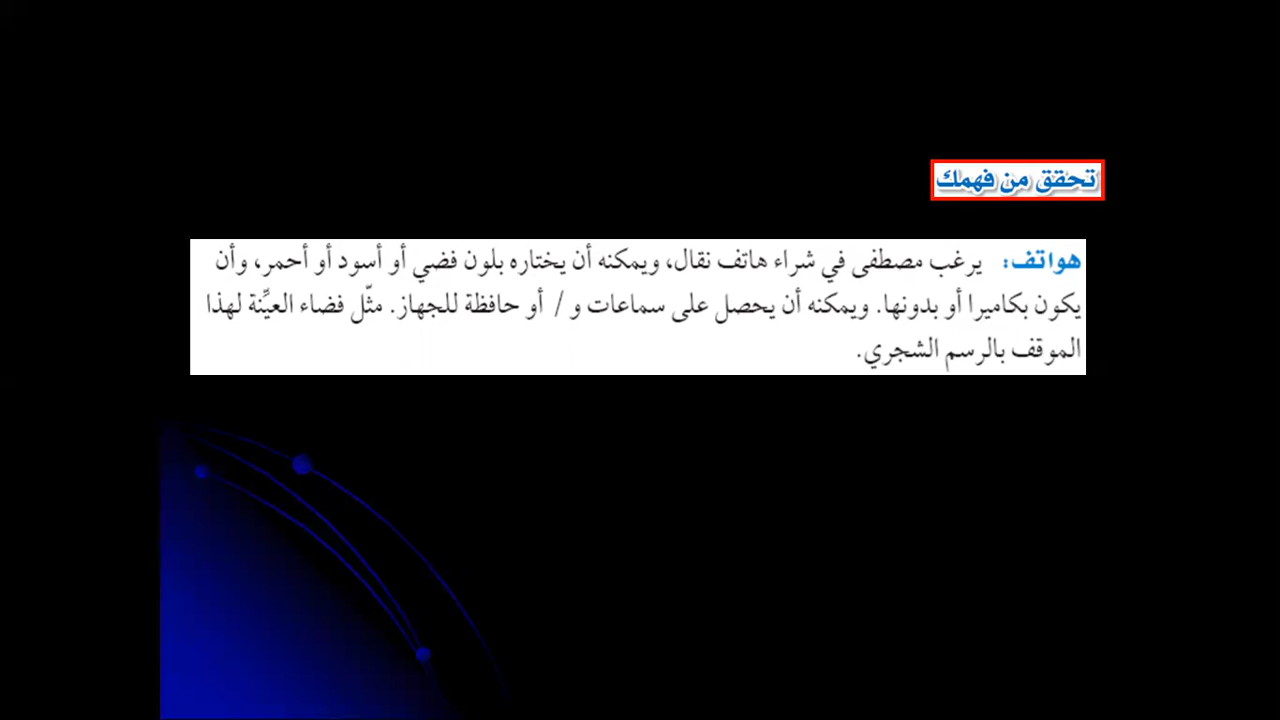 تحقق من فهمك
هواتف: يرغب مصطفى في شراء هاتف نقال، ويمكنه أن يختاره بلون فضي أو أسود أو أحمر، وأن
يكون بكاميرا أو بدونها. ويمكنه أن يحصل على سماعات و / أو حافظة للجهاز. مثّل فضاء العيِّنة لهذا
الموقف بالرسم الشجري.